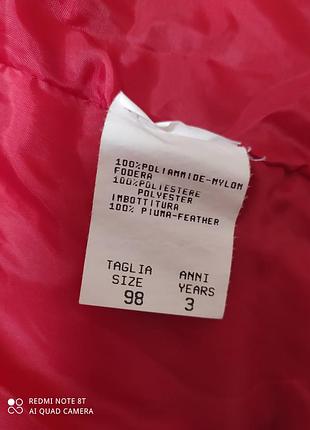 100%POLIAMMIDE-NYLON
FODERA
100%POLIESTERE
POLYESTER
IMBOTTITURA
100% PIUMA-FEATHER
TAGLIA ANNI
SIZE YEARS
98 3
REDMI NOTE 8T
AI QUAD CAMERA